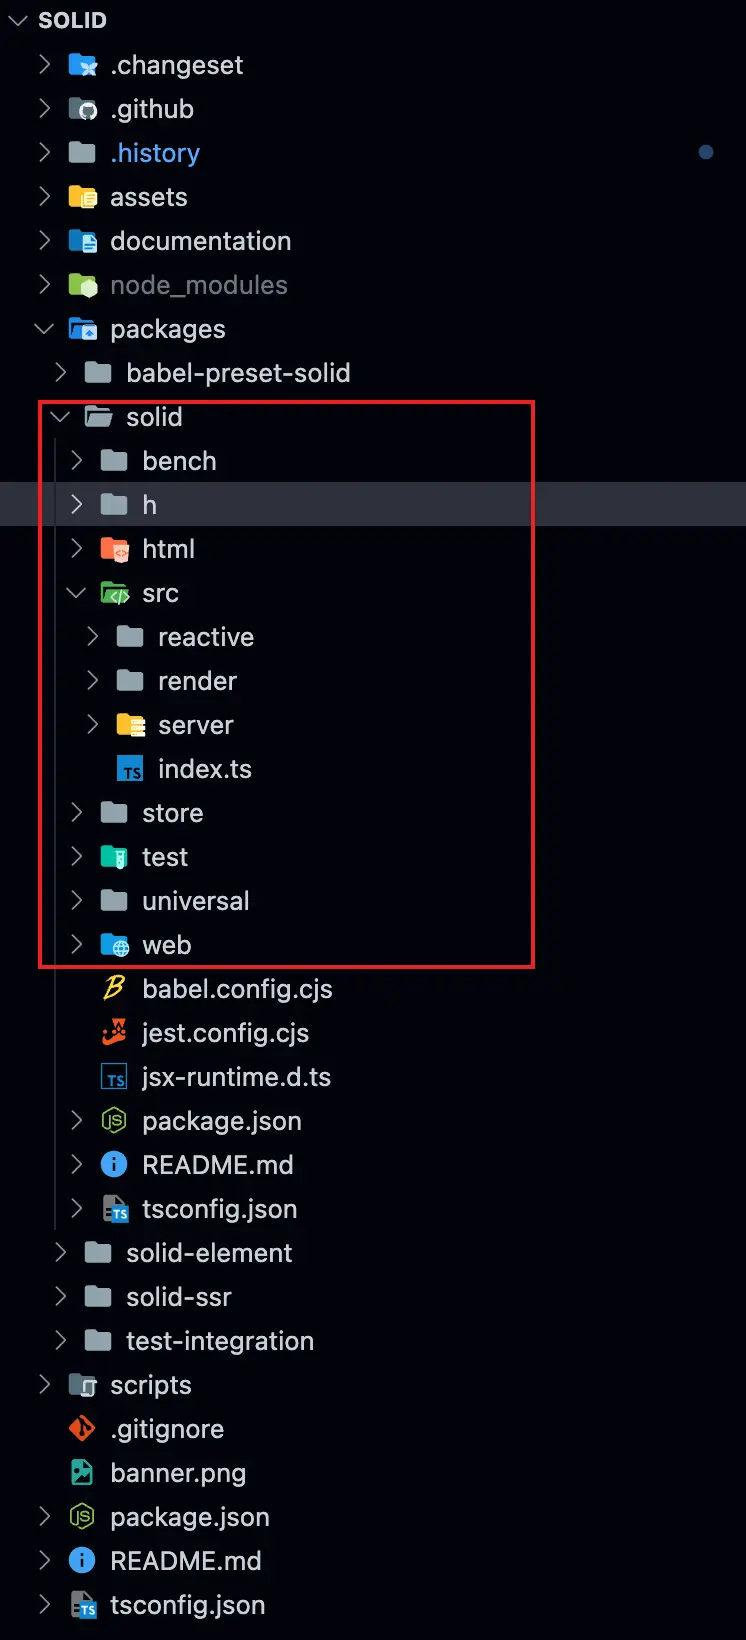 SOLID
.changeset
.github
.history
assets
documentation
node_modules
packages
babel-preset-solid
solid
bench
h
html
src
reactive
render
server
index.ts
store
test
universal
web
babel.config.cjs
jest.config.cjs
jsx-runtime.d.ts
package.json
README.md
tsconfig.json
solid-element
solid-ssr
test-integration
scripts
.gitignore
banner.png
package.json
README.md
tsconfig.json